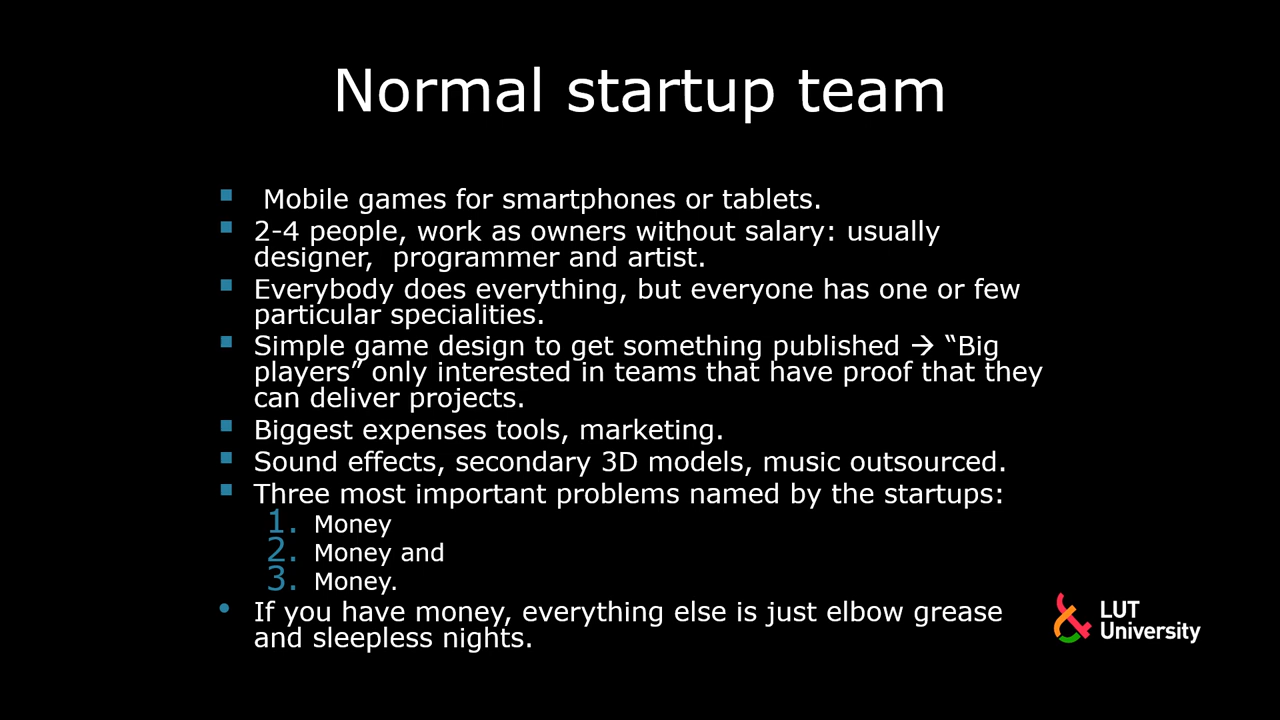 Normal startup team
▪ Mobile games for smartphones or tablets.
▪ 2-4 people, work as owners without salary: usually
designer,  programmer and artist.
▪ Everybody does everything, but everyone has one or few
particular specialities.
▪ Simple game design to get something published → “Big
players” only interested in teams that have proof that they
can deliver projects.
▪ Biggest expenses tools, marketing.
▪ Sound effects, secondary 3D models, music outsourced.
▪ Three most important problems named by the startups:
1. Money
2. Money and
3. Money.
• If you have money, everything else is just elbow grease
and sleepless nights.
LUT
University